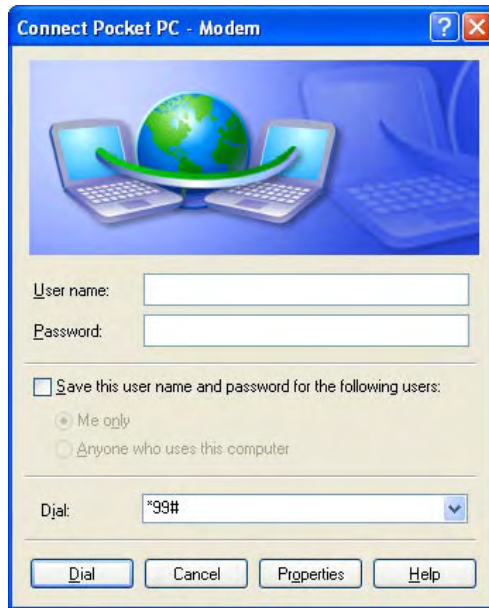 Connect Pocket PC - Modem
User name:
Password:
Save this user name and password for the following users:
Me only
Anyone who uses this computer
Dial: *99#
Dial Cancel Properties Help